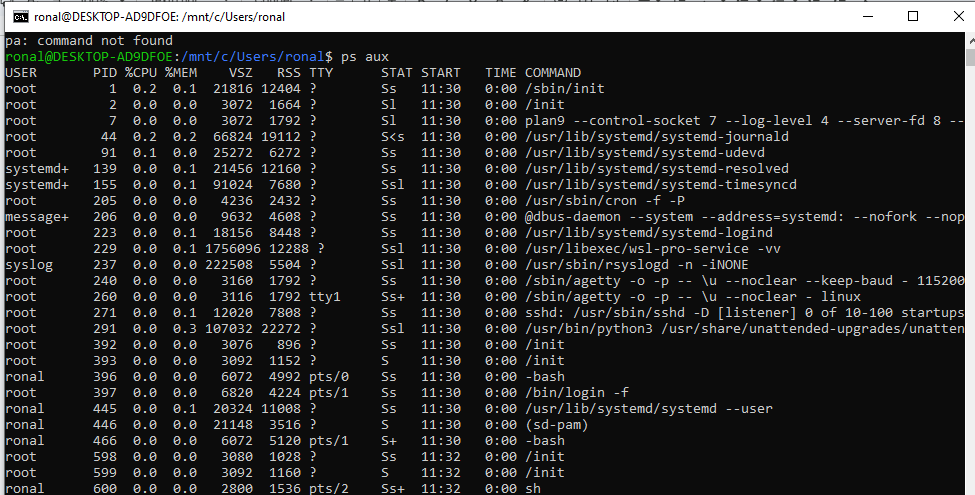 ronal@DESKTOP-AD9DFOE: /mnt/c/Users/ronal
pa: command not found
ronal@DESKTOP-AD9DFOE:/mnt/c/Users/ronal$ ps aux
USER PID %CPU %MEM VSZ RSS TTY STAT START TIME COMMAND
root 1 0.2 0.1 21816 12404 ? Ss 11:30 0:00 /sbin/init
root 2 0.0 0.0 3072 1664 ? Sl 11:30 0:00 /init
root 7 0.0 0.0 3072 1792 ? Sl 11:30 0:00 plan9 --control-socket 7 --log-level 4 --server-fd 8 --
root 44 0.2 0.2 66824 19112 ? S<s 11:30 0:00 /usr/lib/systemd/systemd-journald
root 91 0.1 0.0 25272 6272 ? Ss 11:30 0:00 /usr/lib/systemd/systemd-udevd
systemd+ 139 0.0 0.1 21456 12160 ? Ss 11:30 0:00 /usr/lib/systemd/systemd-resolved
systemd+ 155 0.0 0.1 91024 7680 ? Ssl 11:30 0:00 /usr/lib/systemd/systemd-timesyncd
root 205 0.0 0.0 4236 2432 ? Ss 11:30 0:00 /usr/sbin/cron -f -P
message+ 206 0.0 0.0 9632 4608 ? Ss 11:30 0:00 @dbus-daemon --system --address=systemd: --nofork --nop
root 223 0.0 0.1 18156 8448 ? Ss 11:30 0:00 /usr/lib/systemd/systemd-logind
root 229 0.0 0.1 1756096 12288 ? Ssl 11:30 0:00 /usr/libexec/wsl-pro-service -vv
syslog 237 0.0 0.0 222508 5504 ? Ssl 11:30 0:00 /usr/sbin/rsyslogd -n -iNONE
root 240 0.0 0.0 3160 1792 ? Ss 11:30 0:00 /sbin/agetty -o -p -- \u --noclear --keep-baud - 115200
root 260 0.0 0.0 3116 1792 tty1 Ss+ 11:30 0:00 /sbin/agetty -o -p -- \u --noclear - linux
root 271 0.0 0.1 12020 7808 ? Ss 11:30 0:00 sshd: /usr/sbin/sshd -D [listener] 0 of 10-100 startups
root 291 0.0 0.3 107032 22272 ? Ssl 11:30 0:00 /usr/bin/python3 /usr/share/unattended-upgrades/unatten
root 392 0.0 0.0 3076 896 ? Ss 11:30 0:00 /init
root 393 0.0 0.0 3092 1152 ? S 11:30 0:00 /init
ronal 396 0.0 0.0 6072 4992 pts/0 Ss 11:30 0:00 -bash
root 397 0.0 0.0 6820 4224 pts/1 Ss 11:30 0:00 /bin/login -f
ronal 445 0.0 0.1 20324 11008 ? Ss 11:30 0:00 /usr/lib/systemd/systemd --user
ronal 446 0.0 0.0 21148 3516 ? S 11:30 0:00 (sd-pam)
ronal 466 0.0 0.0 6072 5120 pts/1 S+ 11:30 0:00 -bash
root 598 0.0 0.0 3080 1028 ? Ss 11:32 0:00 /init
root 599 0.0 0.0 3092 1160 ? S 11:32 0:00 /init
ronal 600 0.0 0.0 2800 1536 pts/2 Ss+ 11:32 0:00 sh